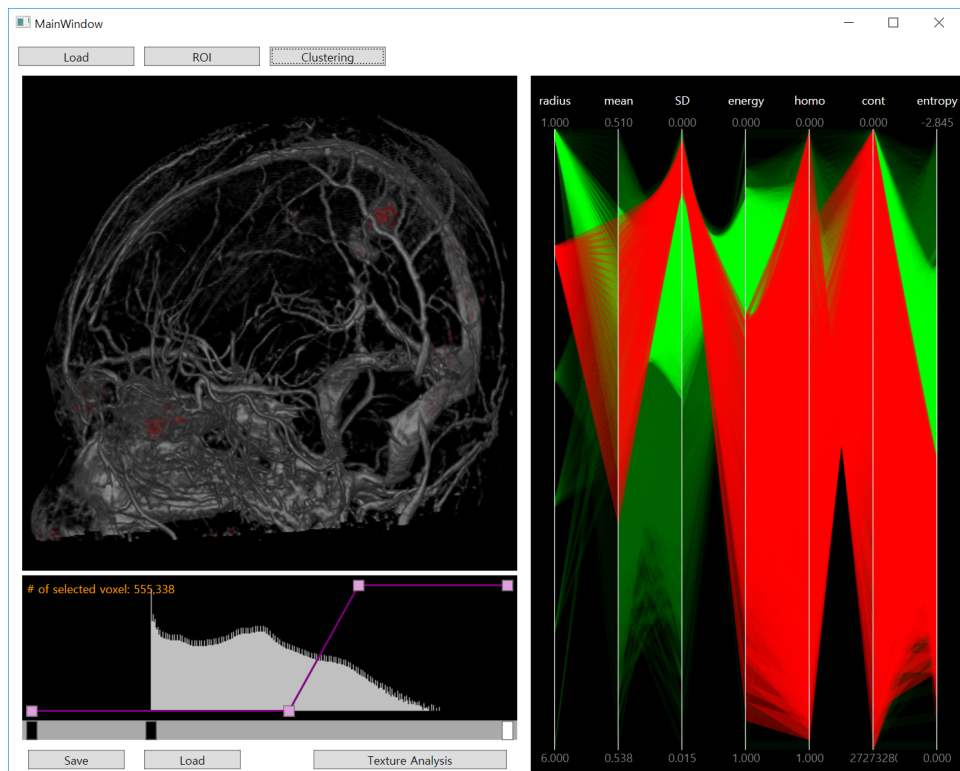 MainWindow
Load ROI Clustering
radius mean SD energy homo cont entropy
1.000 0.510 0.000 0.000 0.000 0.000 -2.845
# of selected voxel: 555,338
6.000 0.538 0.015 1.000 1.000 2727328( 0.000
Save Load Texture Analysis